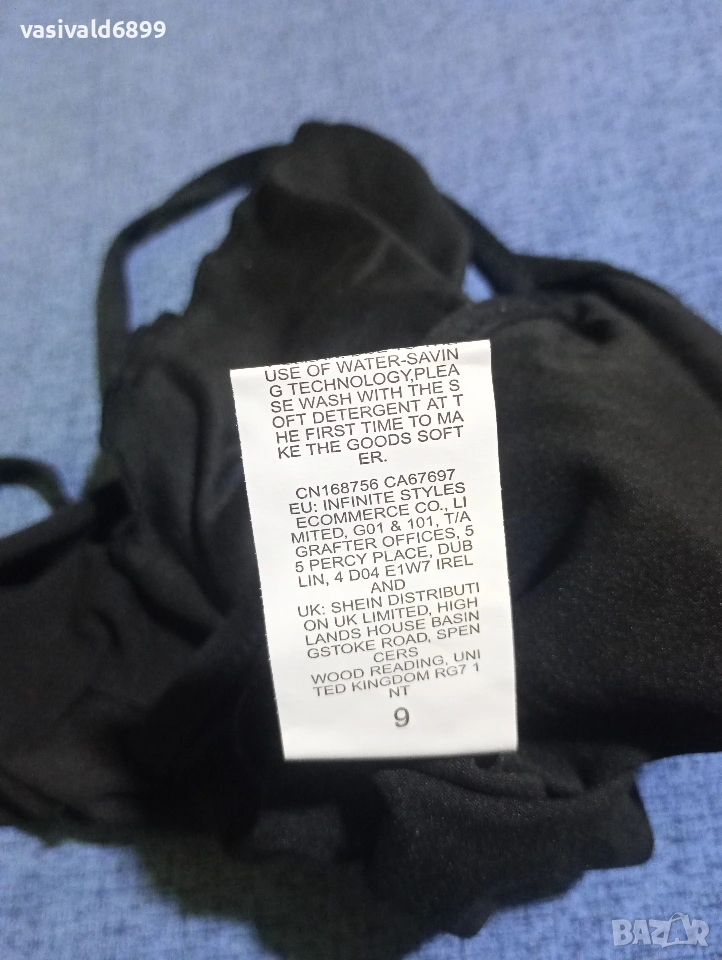 vasivald6899
USE OF WATER-SAVIN
G TECHNOLOGY,PLEA
SE WASH WITH THE S
OFT DETERGENT AT T
HE FIRST TIME TO MA
KE THE GOODS SOFT
ER.
CN168756 CA67697
EU: INFINITE STYLES
ECOMMERCE CO., LI
MITED, G01 & 101, T/A
GRAFTER OFFICES, 5
5 PERCY PLACE, DUB
LIN, 4 D04 E1W7 IREL
AND
UK: SHEIN DISTRIBUTI
ON UK LIMITED, HIGH
LANDS HOUSE BASIN
GSTOKE ROAD, SPEN
CERS
WOOD READING, UNI
TED KINGDOM RG7 1
NT
9
BAZAR